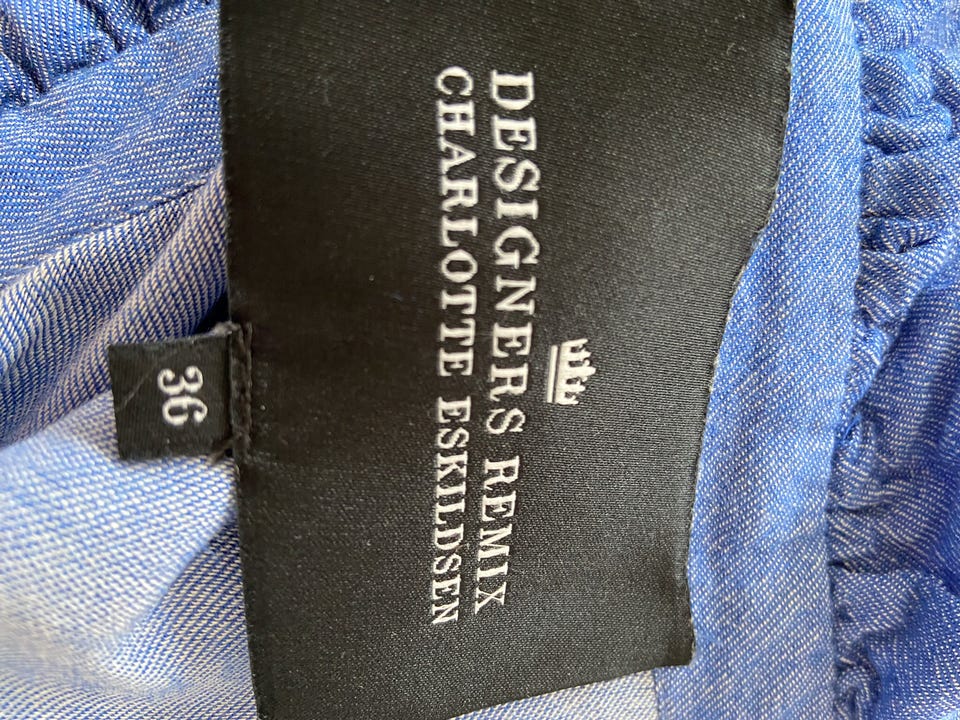 DESIGNERS REMIX
CHARLOTTE ESKILDSEN
36